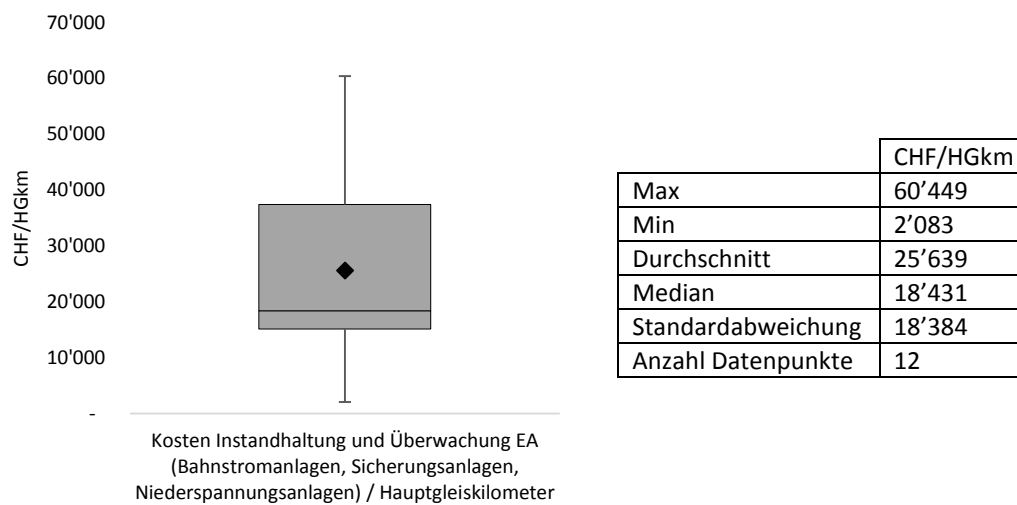 70'000
60'000
50'000
40'000
30'000
20'000
10'000
-
CHF/HGkm
Kosten Instandhaltung und Überwachung EA
(Bahnstromanlagen, Sicherungsanlagen,
Niederspannungsanlagen) / Hauptgleiskilometer
CHF/HGkm
Max 60’449
Min 2’083
Durchschnitt 25’639
Median 18’431
Standardabweichung 18’384
Anzahl Datenpunkte 12